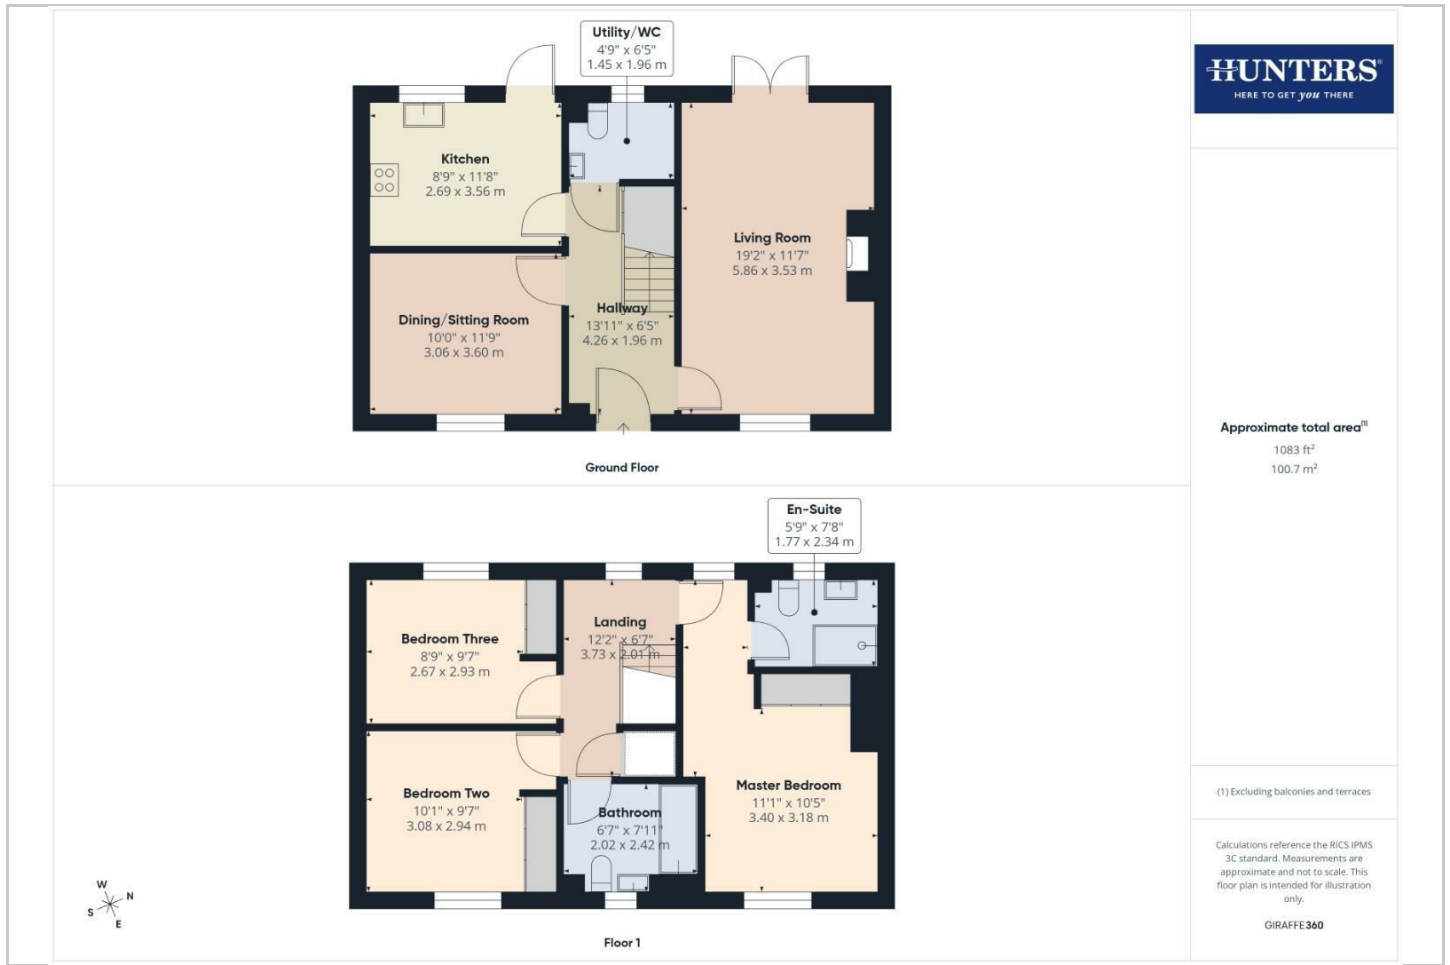 Utility/WC
4'9" x 6'5"
1.45 x 1.96 m
Kitchen
8'9" x 11'8"
2.69 x 3.56 m
Living Room
19'2" x 11'7"
5.86 x 3.53 m
Dining/Sitting Room
10'0" x 11'9"
3.06 x 3.60 m
Hallway
13'11" x 6'5"
4.26 x 1.96 m
Ground Floor
En-Suite
5'9" x 7'8"
1.77 x 2.34 m
Landing
12'2" x 6'7"
3.73 x 2.01 m
Bedroom Three
8'9" x 9'7"
2.67 x 2.93 m
Master Bedroom
11'1" x 10'5"
3.40 x 3.18 m
Bedroom Two
10'1" x 9'7"
3.08 x 2.94 m
Bathroom
6'7" x 7'11"
2.02 x 2.42 m
W
N
S
E
Floor 1
HUNTERS®
HERE TO GET you THERE
Approximate total area(1)
1083 ft²
100.7 m²
(1) Excluding balconies and terraces
Calculations reference the RICS IPMS
3C standard. Measurements are
approximate and not to scale. This
floor plan is intended for illustration
only.
GIRAFFE360